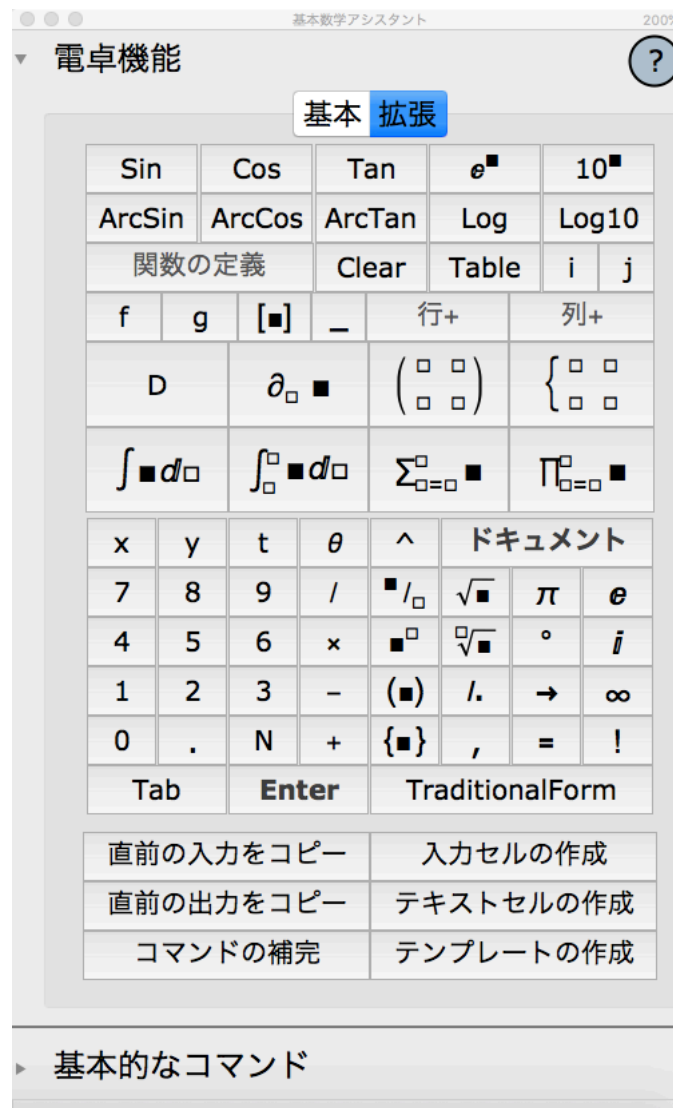 基本数学アシスタント 200%
電卓機能 ?
基本 拡張
Sin Cos Tan ⅇ■ 10■
ArcSin ArcCos ArcTan Log Log10
関数の定義 Clear Table i j
f g [■] _ 行+ 列+
D ∂□ ■ (□ □ □ □) {□ □ □ □
∫■ⅆ□ ∫□□■ⅆ□ Σ□□=□ ■ Π□□=□ ■
x y t θ ^ ドキュメント
7 8 9 / ■/□ √■ π ⅇ
4 5 6 × ■□ □√■ ° ⅈ
1 2 3 − (■) /. → ∞
0 . N + {■} , = !
Tab Enter TraditionalForm
直前の入力をコピー 入力セルの作成
直前の出力をコピー テキストセルの作成
コマンドの補完 テンプレートの作成
基本的なコマンド